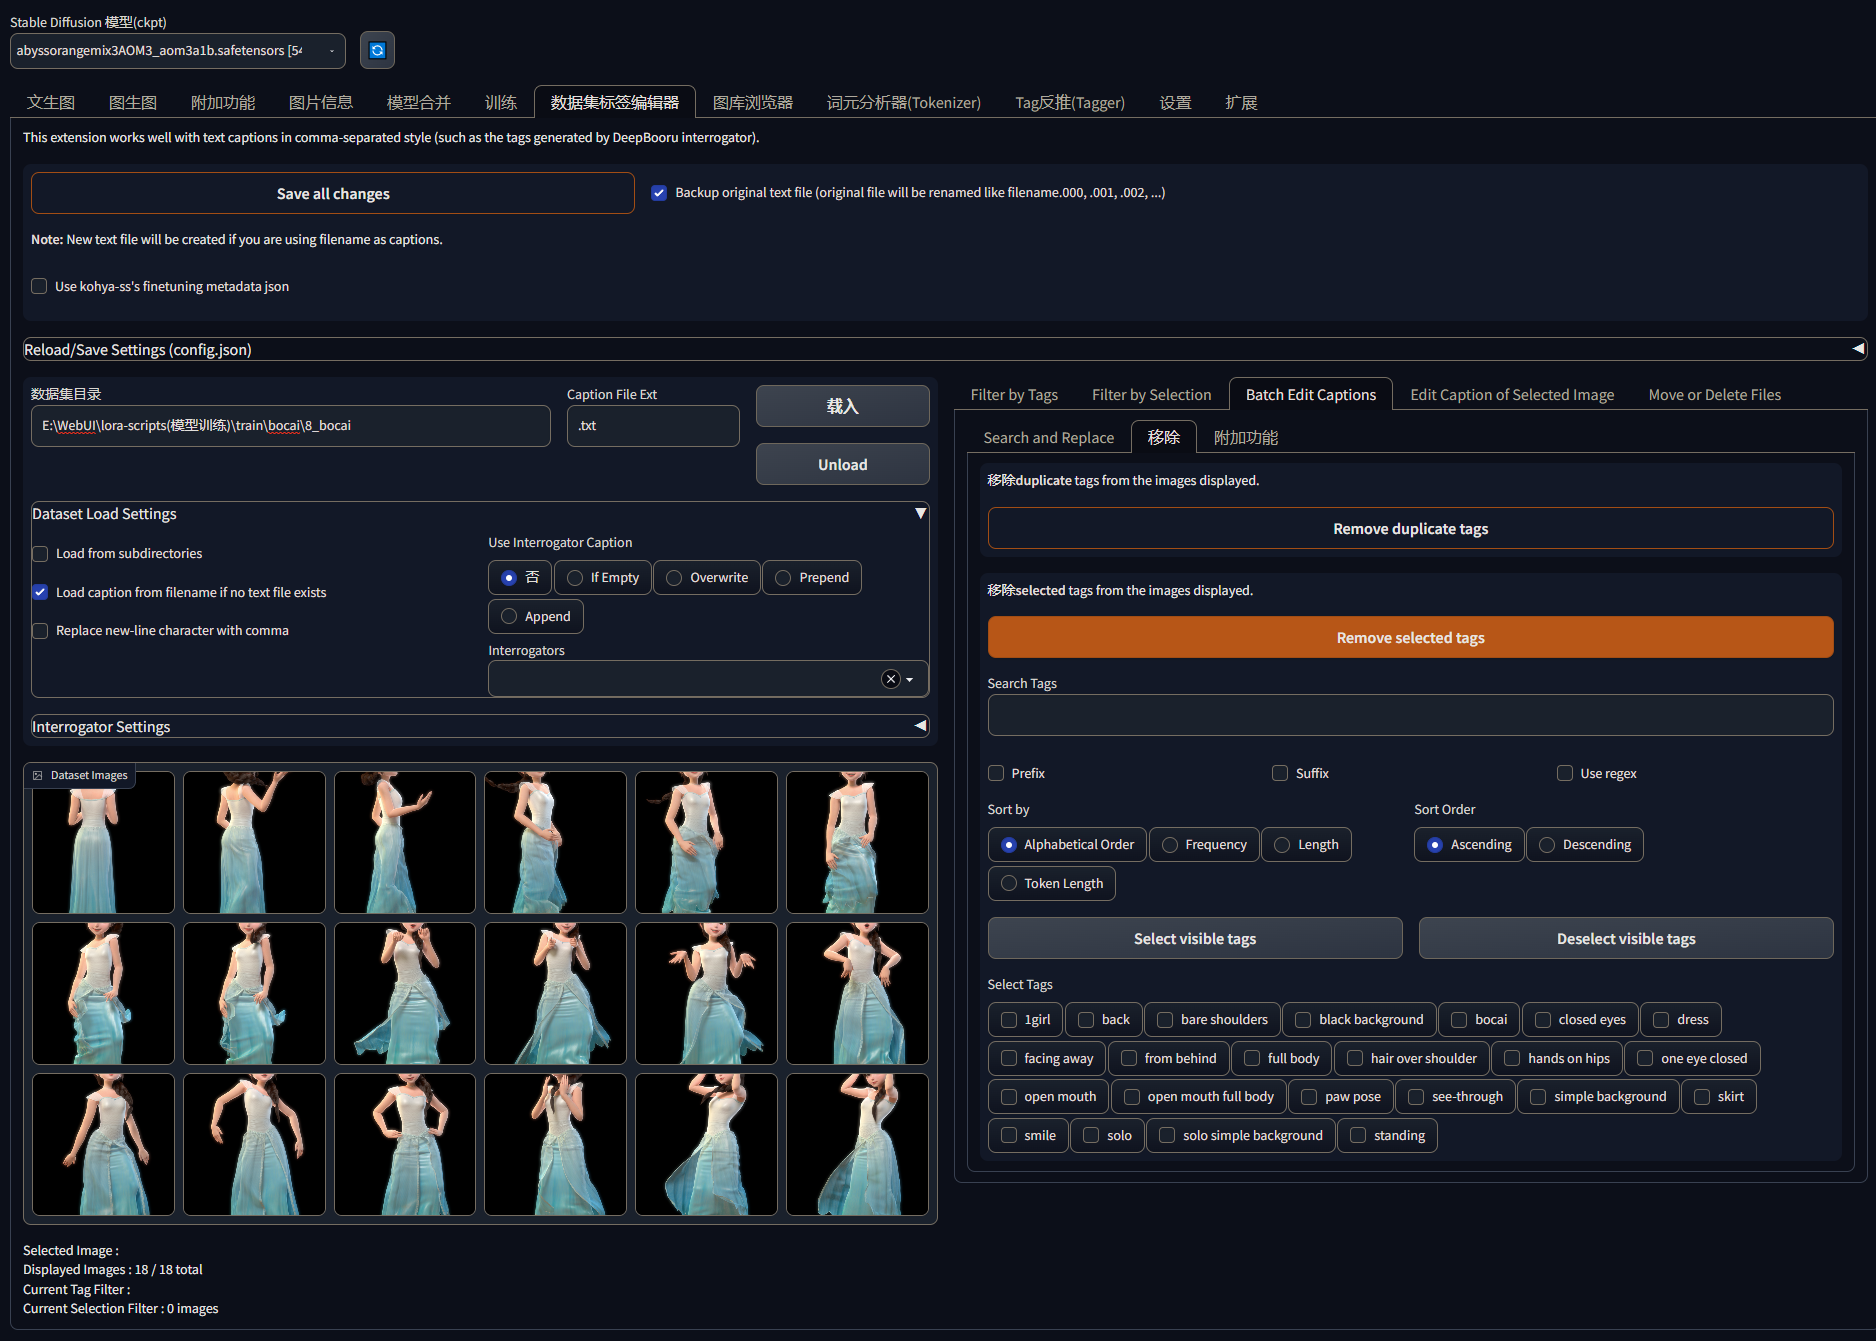 Stable Diffusion 模型(ckpt)
abyssorangemix3AOM3_aom3a1b.safetensors [54
文生图 图生图 附加功能 图片信息 模型合并 训练 数据集标签编辑器 图库浏览器 词元分析器(Tokenizer) Tag反推(Tagger) 设置 扩展
This extension works well with text captions in comma-separated style (such as the tags generated by DeepBooru interrogator).
Save all changes
Backup original text file (original file will be renamed like filename.000, .001, .002, ...)
Note: New text file will be created if you are using filename as captions.
Use kohya-ss's finetuning metadata json
Reload/Save Settings (config.json)
数据集目录
E:\WebUI\lora-scripts(模型训练)\train\bocai\8_bocai
Caption File Ext
.txt
载入
Unload
Dataset Load Settings
Load from subdirectories
Load caption from filename if no text file exists
Replace new-line character with comma
Use Interrogator Caption
否 If Empty Overwrite Prepend
Append
Interrogators
Interrogator Settings
Dataset Images
Selected Image :
Displayed Images : 18 / 18 total
Current Tag Filter :
Current Selection Filter : 0 images
Filter by Tags Filter by Selection Batch Edit Captions Edit Caption of Selected Image Move or Delete Files
Search and Replace 移除 附加功能
移除duplicate tags from the images displayed.
Remove duplicate tags
移除selected tags from the images displayed.
Remove selected tags
Search Tags
Prefix Suffix Use regex
Sort by
Alphabetical Order Frequency Length
Token Length
Sort Order
Ascending Descending
Select visible tags Deselect visible tags
Select Tags
1girl back bare shoulders black background bocai closed eyes dress
facing away from behind full body hair over shoulder hands on hips one eye closed
open mouth open mouth full body paw pose see-through simple background skirt
smile solo solo simple background standing